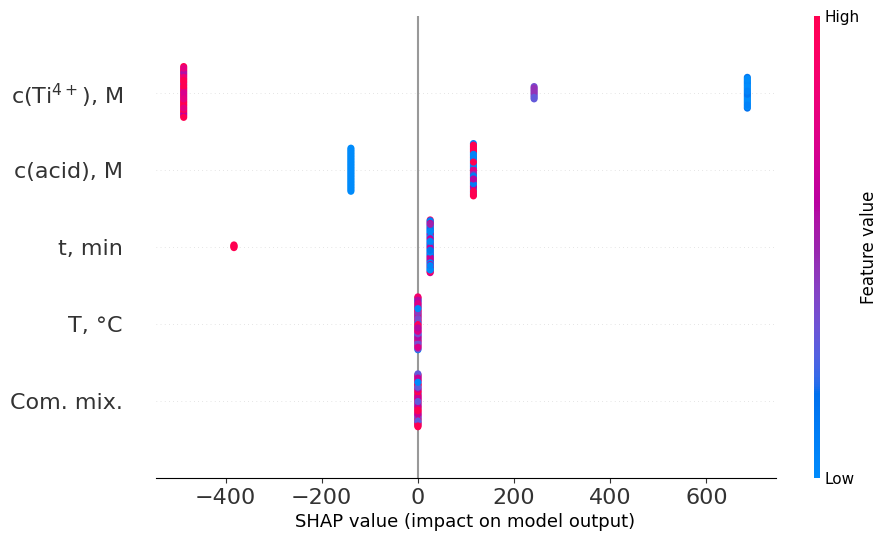 High
c(Ti⁴⁺), M
c(acid), M
t, min
T, °C
Com. mix.
Feature value
Low
−400 −200 0 200 400 600
SHAP value (impact on model output)